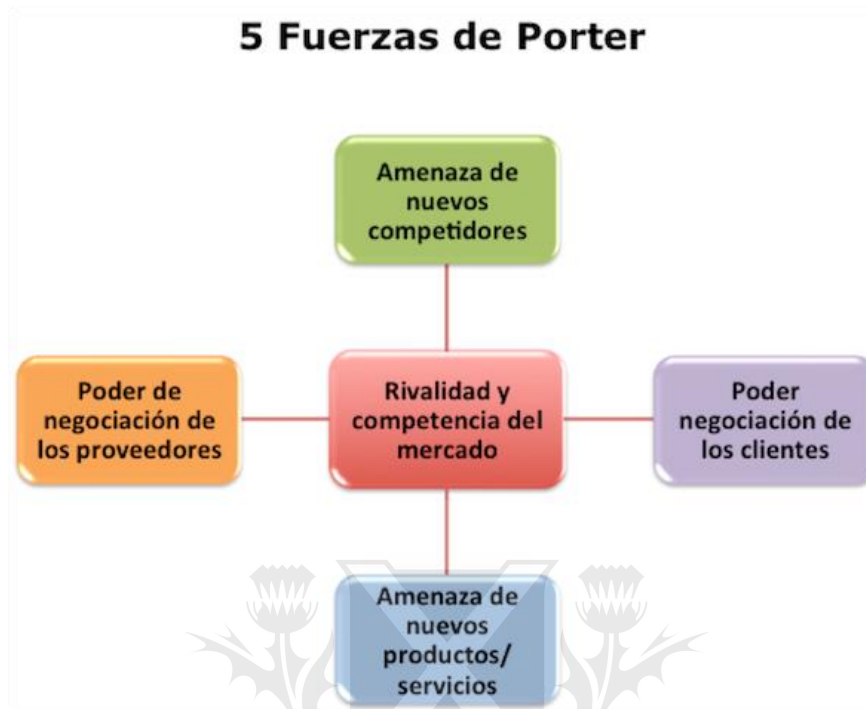 5 Fuerzas de Porter
Amenaza de
nuevos
competidores
Poder de
negociación de
los proveedores
Rivalidad y
competencia del
mercado
Poder
negociación de
los clientes
Amenaza de
nuevos
productos/
servicios